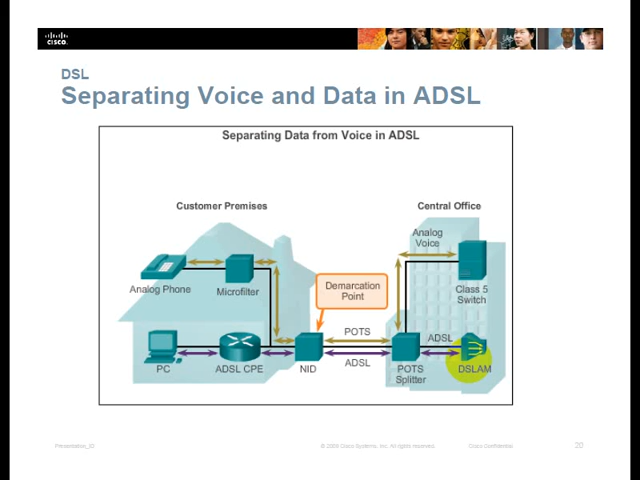 CISCO
DSL
Separating Voice and Data in ADSL
Separating Data from Voice in ADSL
Customer Premises
Central Office
Analog
Voice
Analog Phone
Microfilter
Demarcation
Point
Class 5
Switch
POTS
ADSL
PC
ADSL CPE
NID
ADSL
POTS
Splitter
DSLAM
Presentation_ID
© 2009 Cisco Systems, Inc. All rights reserved.
Cisco Confidential
20